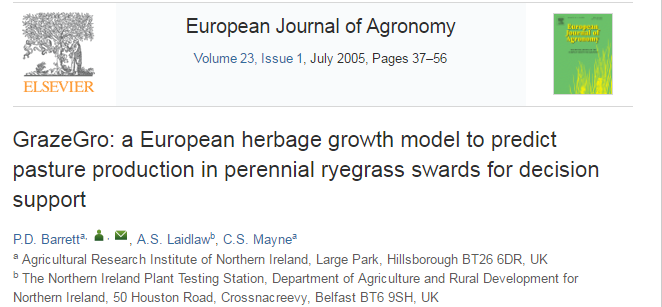 European Journal of Agronomy
Volume 23, Issue 1, July 2005, Pages 37–56
ELSEVIER
European
Journal of
Agronomy
GrazeGro: a European herbage growth model to predict
pasture production in perennial ryegrass swards for decision
support
P.D. Barrettᵃ, , A.S. Laidlawᵇ, C.S. Mayneᵃ
ᵃ Agricultural Research Institute of Northern Ireland, Large Park, Hillsborough BT26 6DR, UK
ᵇ The Northern Ireland Plant Testing Station, Department of Agriculture and Rural Development for
Northern Ireland, 50 Houston Road, Crossnacreevy, Belfast BT6 9SH, UK